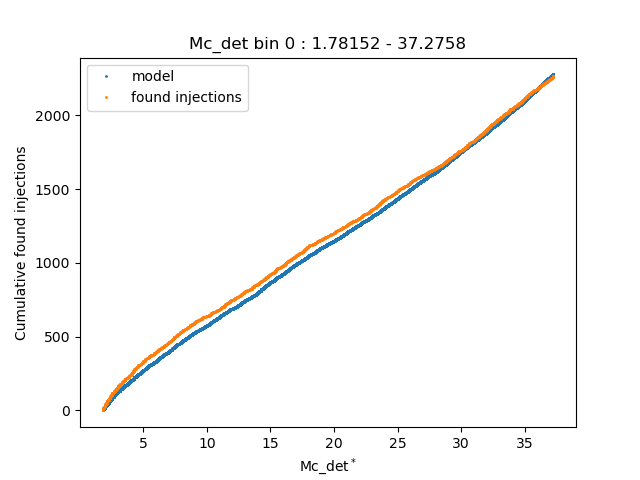 Mc_det bin 0 : 1.78152 - 37.2758
model
found injections
2000
1500
1000
500
0
Cumulative found injections
5 10 15 20 25 30 35
Mc_det*